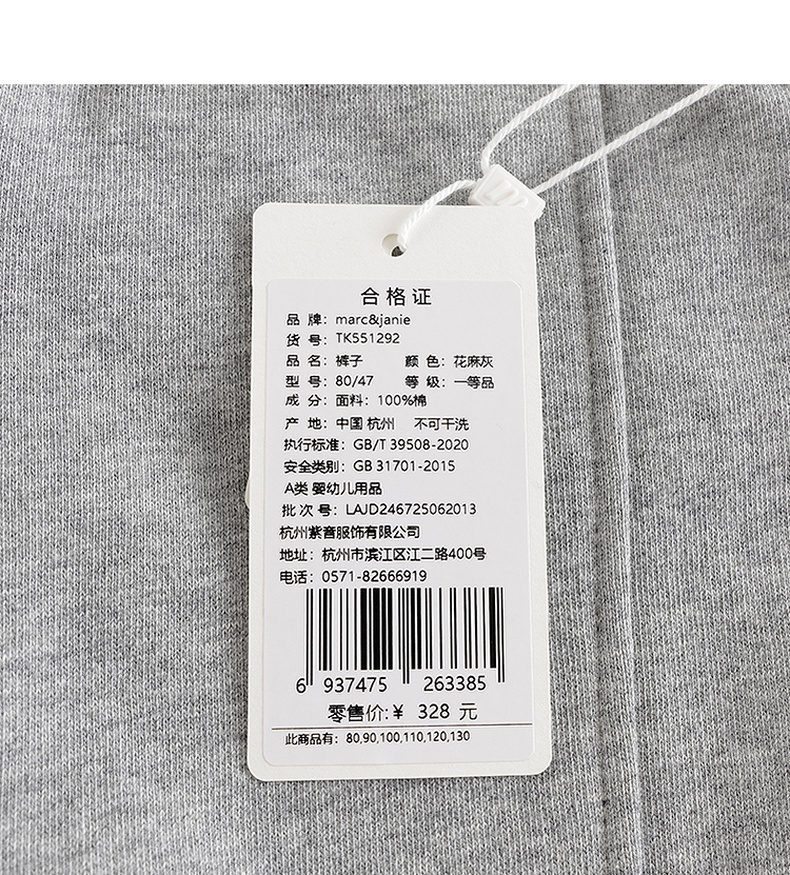 合格证
品 牌：marc&janie
货 号：TK551292
品 名：裤子 颜 色：花麻灰
型 号：80/47 等 级：一等品
成 分：面料：100%棉
产 地：中国 杭州 不可干洗
执行标准：GB/T 39508-2020
安全类别：GB 31701-2015
A类 婴幼儿用品
批 次 号：LAJD246725062013
杭州紫音服饰有限公司
地址：杭州市滨江区江二路400号
电话：0571-82666919
6 937475 263385
零售价:¥ 328 元
此商品有：80,90,100,110,120,130